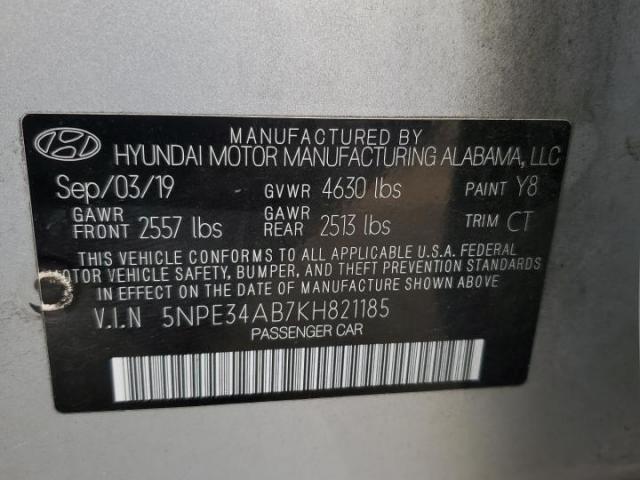 MANUFACTURED BY
HYUNDAI MOTOR MANUFACTURING ALABAMA, LLC
Sep/03/19 GVWR 4630 lbs PAINT Y8
GAWR FRONT 2557 lbs GAWR REAR 2513 lbs TRIM CT
THIS VEHICLE CONFORMS TO ALL APPLICABLE U.S.A. FEDERAL
MOTOR VEHICLE SAFETY, BUMPER, AND THEFT PREVENTION STANDARDS
IN EFFECT ON THE DATE OF MANUFACTURE SHOWN ABOVE.
V.I.N 5NPE34AB7KH821185
PASSENGER CAR